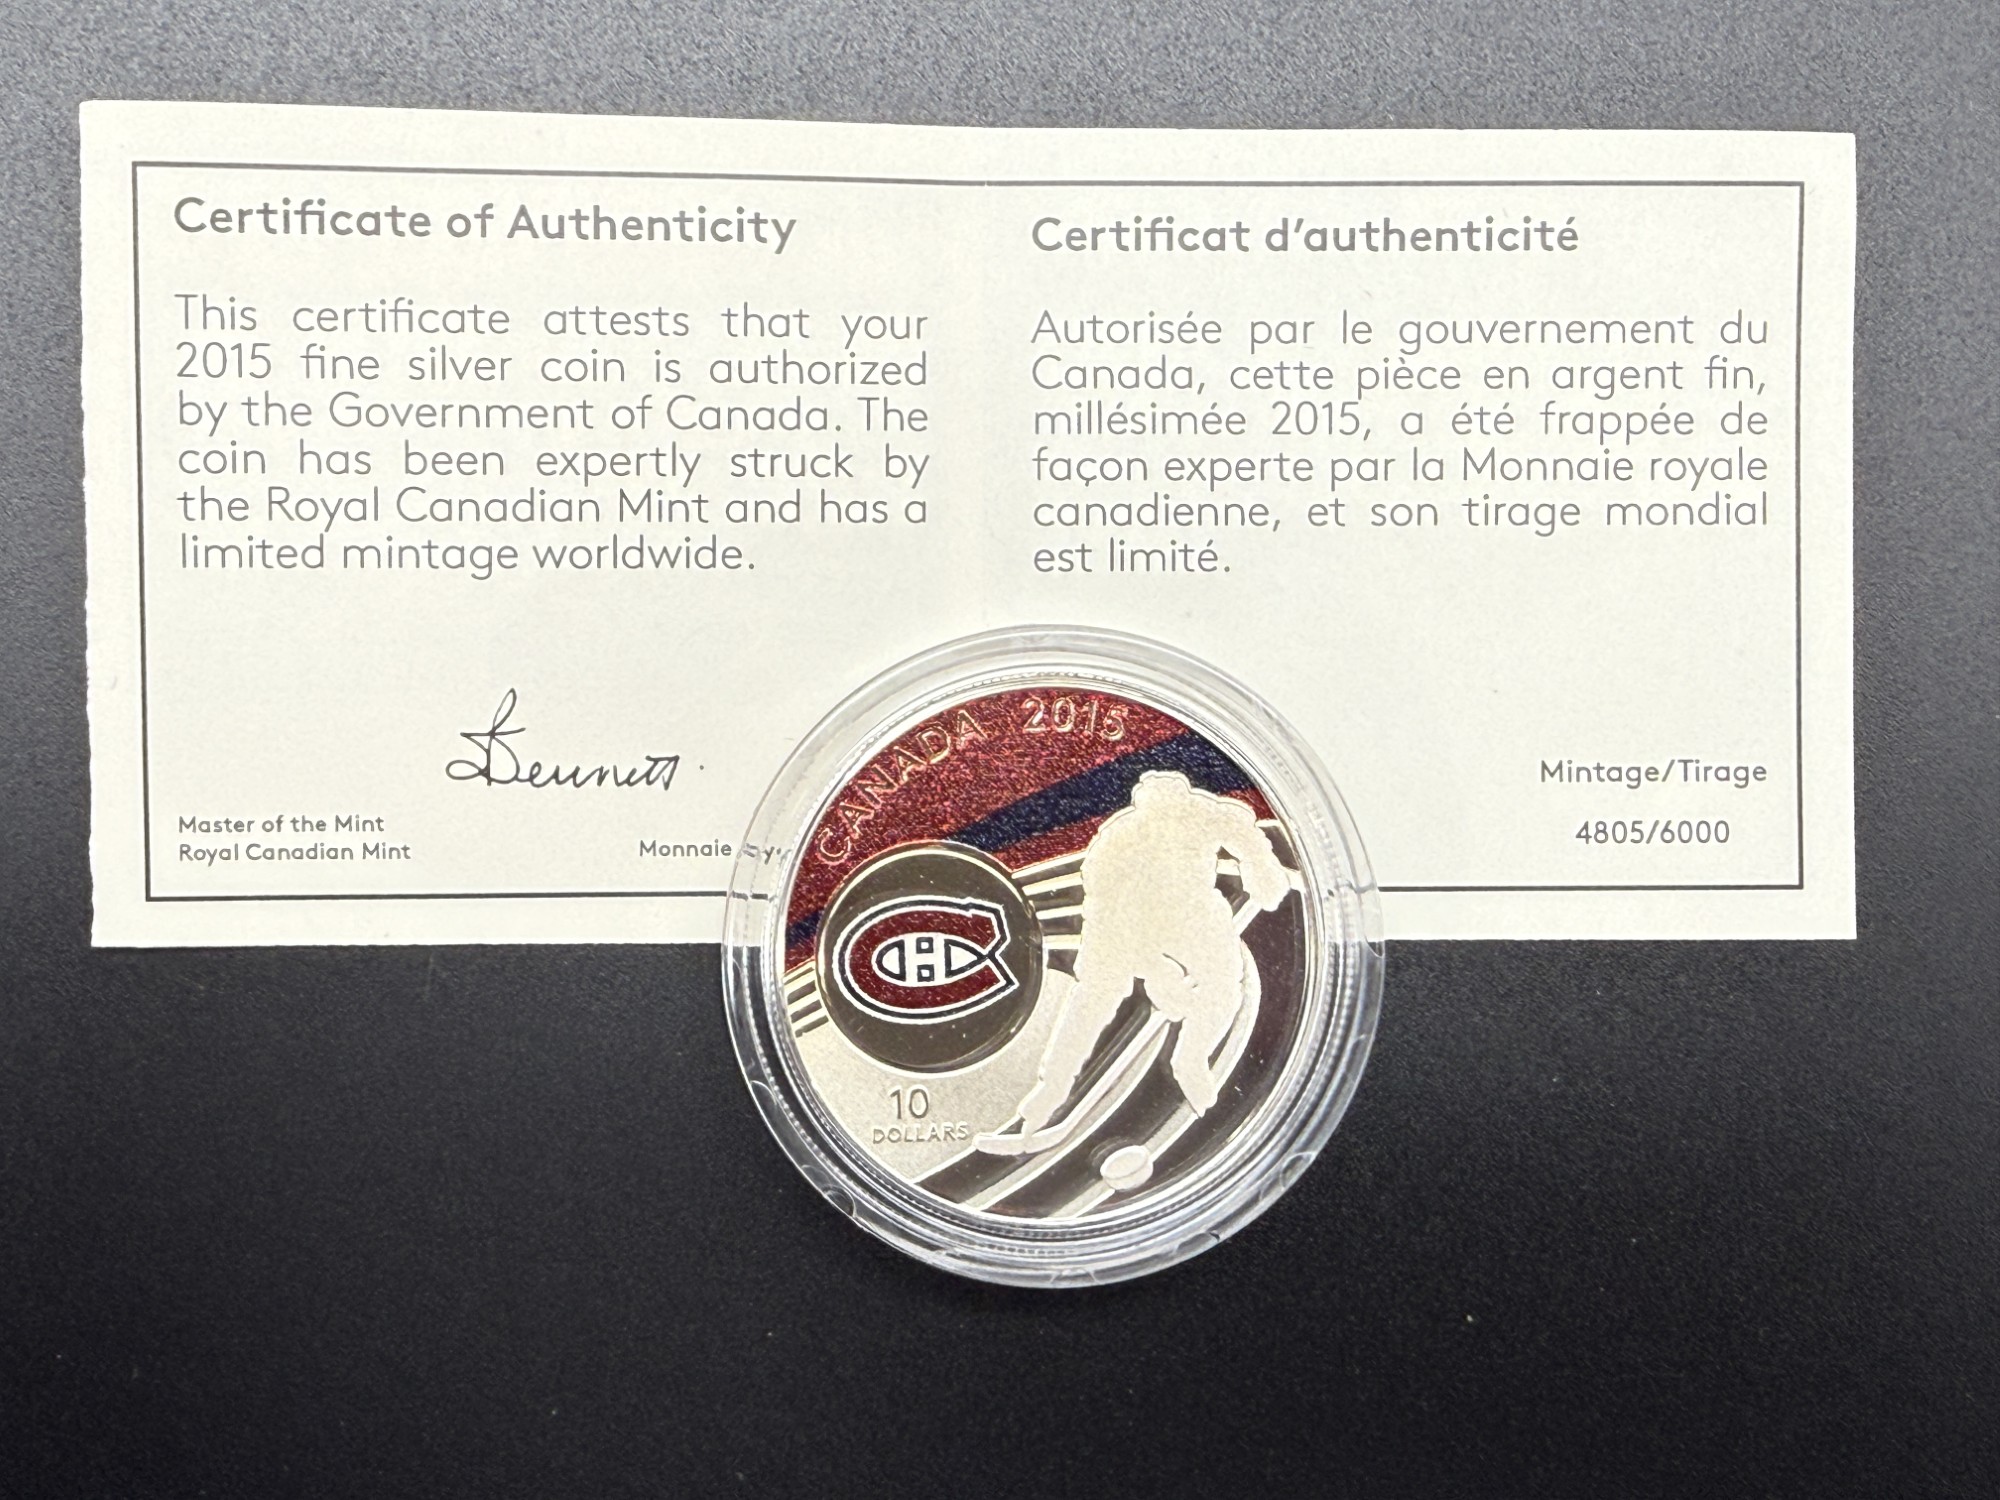 Certificate of Authenticity
This certificate attests that your
2015 fine silver coin is authorized
by the Government of Canada. The
coin has been expertly struck by
the Royal Canadian Mint and has a
limited mintage worldwide.
Master of the Mint
Royal Canadian Mint
Monnaie
Certificat d'authenticité
Autorisée par le gouvernement du
Canada, cette pièce en argent fin,
millésimée 2015, a été frappée de
façon experte par la Monnaie royale
canadienne, et son tirage mondial
est limité.
Mintage/Tirage
4805/6000
CANADA 2015
CH
10
DOLLARS